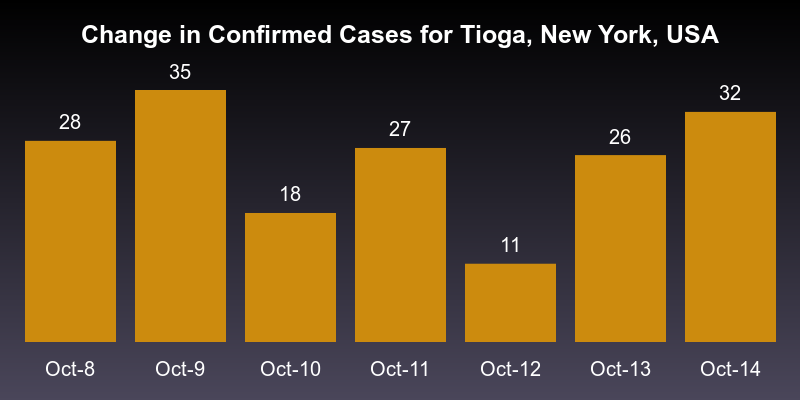 Change in Confirmed Cases for Tioga, New York, USA
28
35
18
27
11
26
32
Oct-8
Oct-9
Oct-10
Oct-11
Oct-12
Oct-13
Oct-14